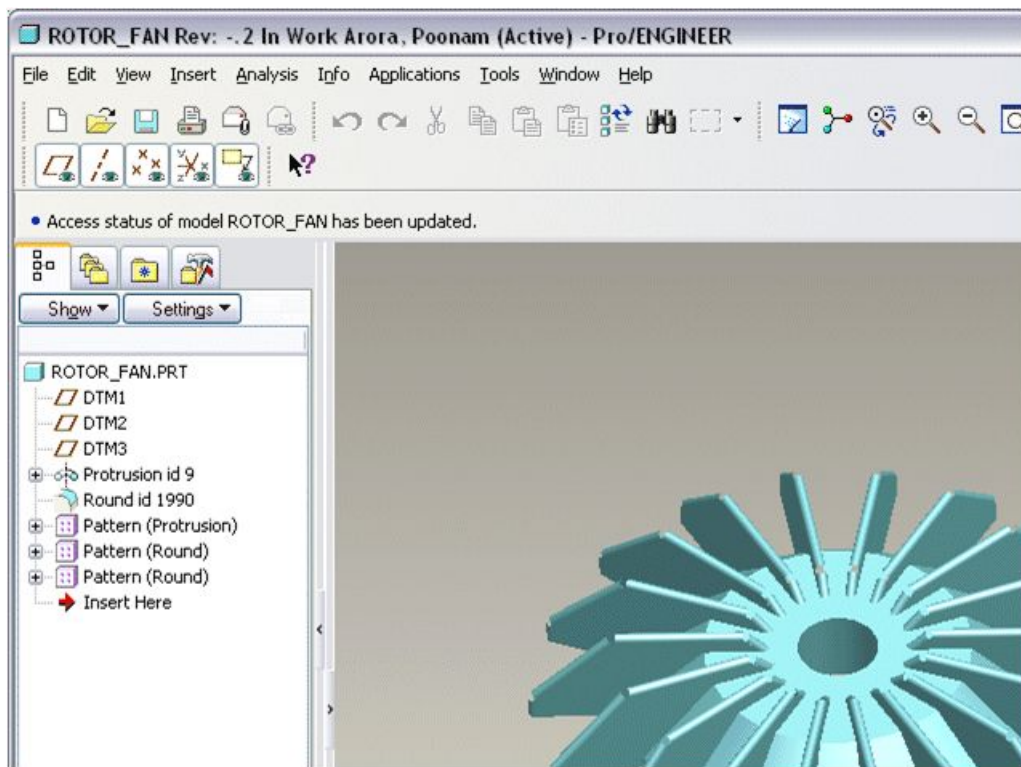 ROTOR_FAN Rev: -.2 In Work Arora, Poonam (Active) - Pro/ENGINEER
File Edit View Insert Analysis Info Applications Tools Window Help
Access status of model ROTOR_FAN has been updated.
Show Settings
ROTOR_FAN.PRT
DTM1
DTM2
DTM3
Protrusion id 9
Round id 1990
Pattern (Protrusion)
Pattern (Round)
Pattern (Round)
Insert Here